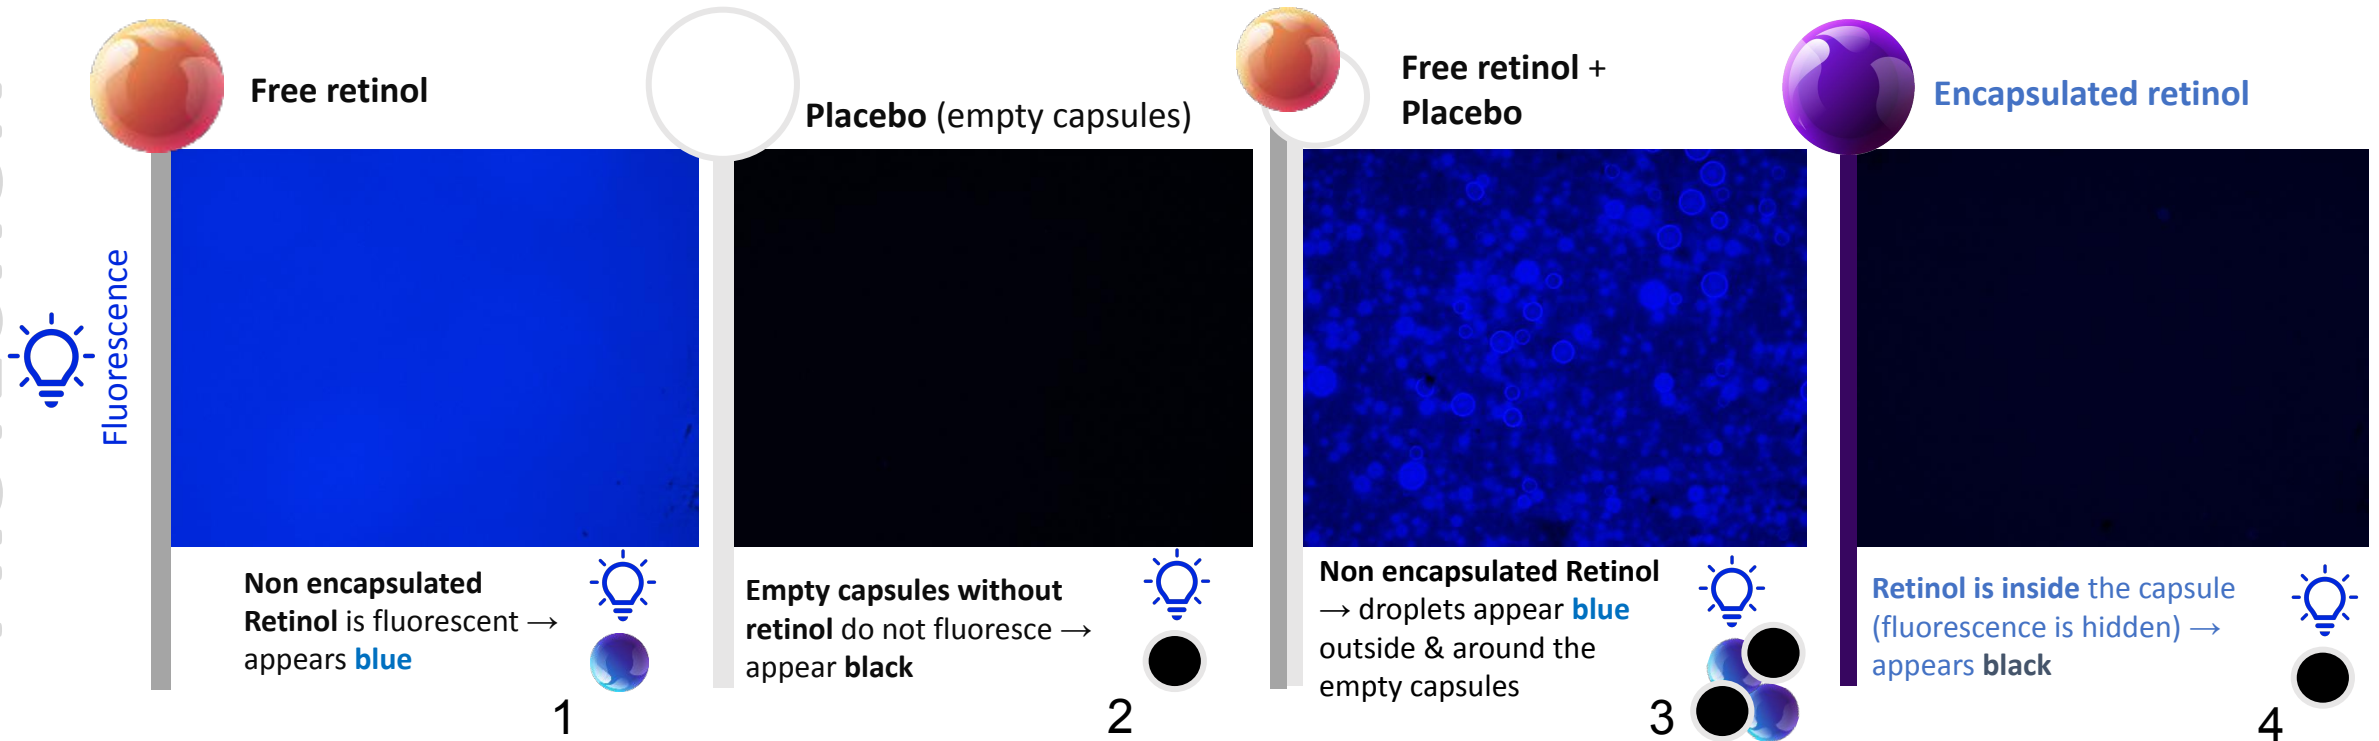 Free retinol
Placebo (empty capsules)
Free retinol +
Placebo
Encapsulated retinol
Fluorescence
Non encapsulated
Retinol is fluorescent →
appears blue
1
Empty capsules without
retinol do not fluoresce →
appear black
2
Non encapsulated Retinol
→ droplets appear blue
outside & around the
empty capsules
3
Retinol is inside the capsule
(fluorescence is hidden) →
appears black
4